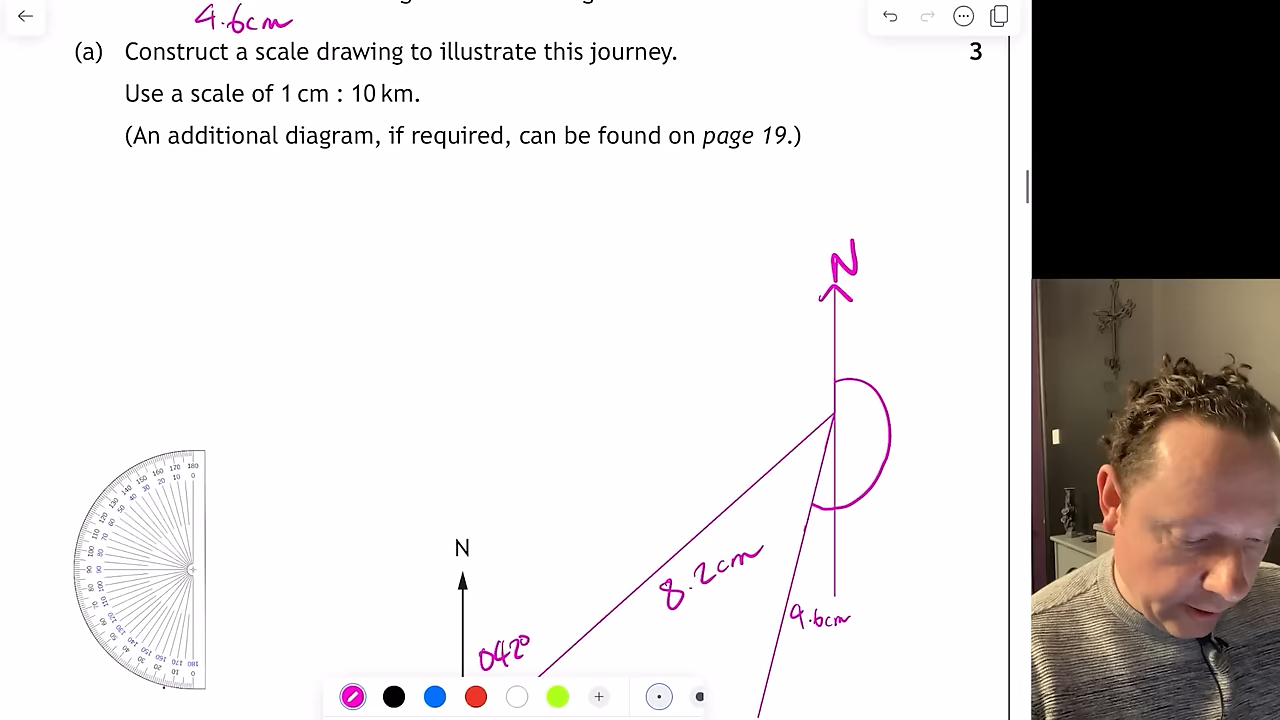 4.6cm
(a) Construct a scale drawing to illustrate this journey. 3
Use a scale of 1 cm : 10 km.
(An additional diagram, if required, can be found on page 19.)
N
N
8.2cm
4.6cm
042°